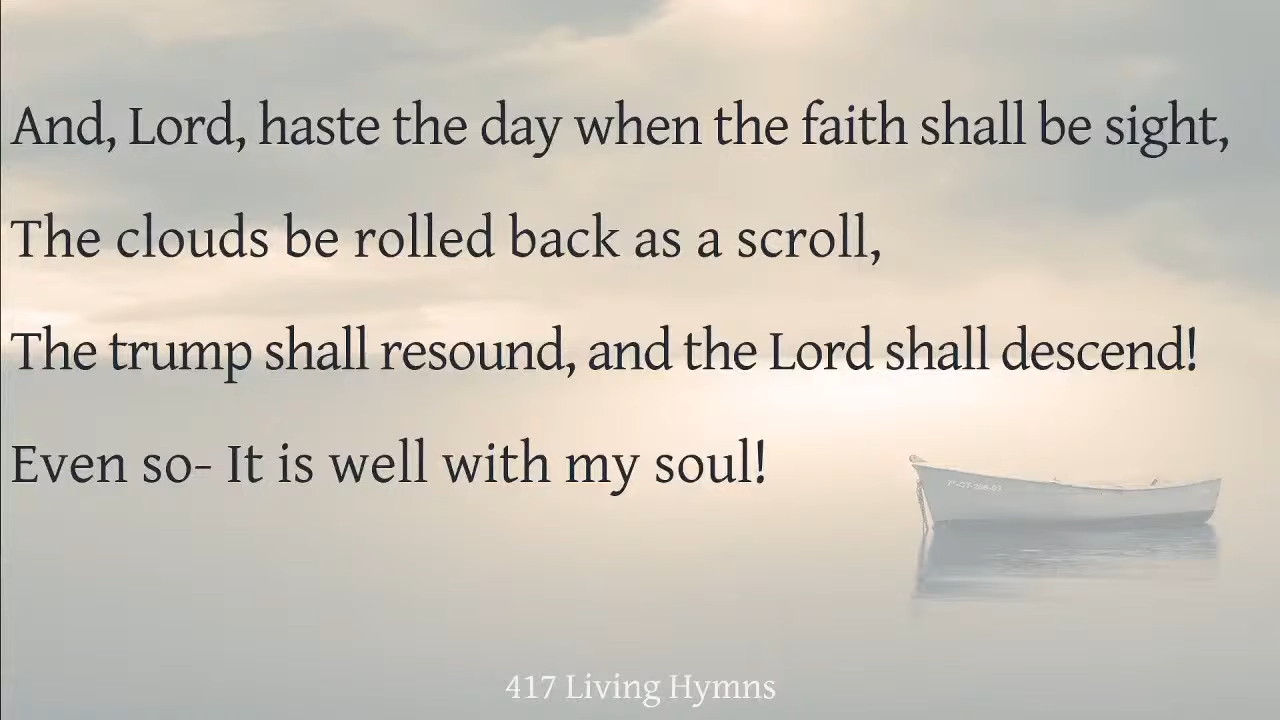 And, Lord, haste the day when the faith shall be sight,
The clouds be rolled back as a scroll,
The trump shall resound, and the Lord shall descend!
Even so- It is well with my soul!
417 Living Hymns